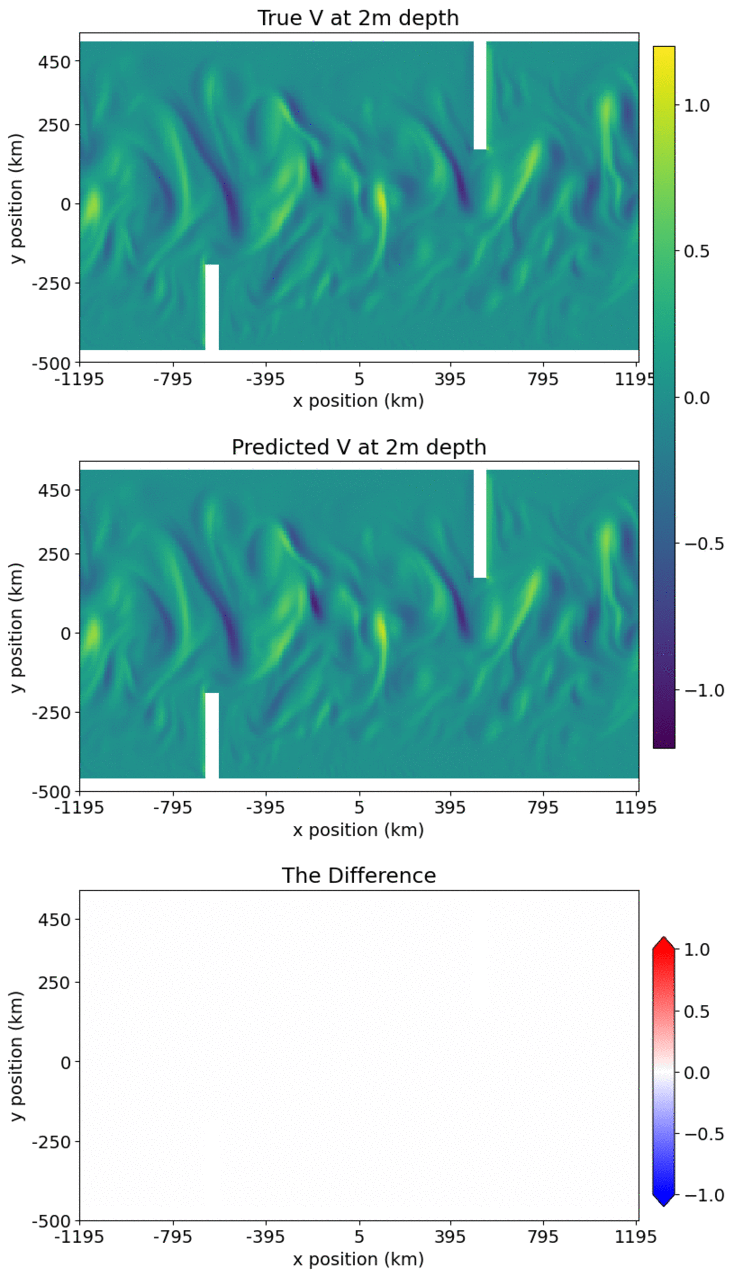 True V at 2m depth
450
250
0
-250
-500
y position (km)
-1195 -795 -395 5 395 795 1195
x position (km)
1.0
0.5
0.0
−0.5
−1.0
Predicted V at 2m depth
450
250
0
-250
-500
y position (km)
-1195 -795 -395 5 395 795 1195
x position (km)
The Difference
450
250
0
-250
-500
y position (km)
-1195 -795 -395 5 395 795 1195
x position (km)
1.0
0.5
0.0
−0.5
−1.0